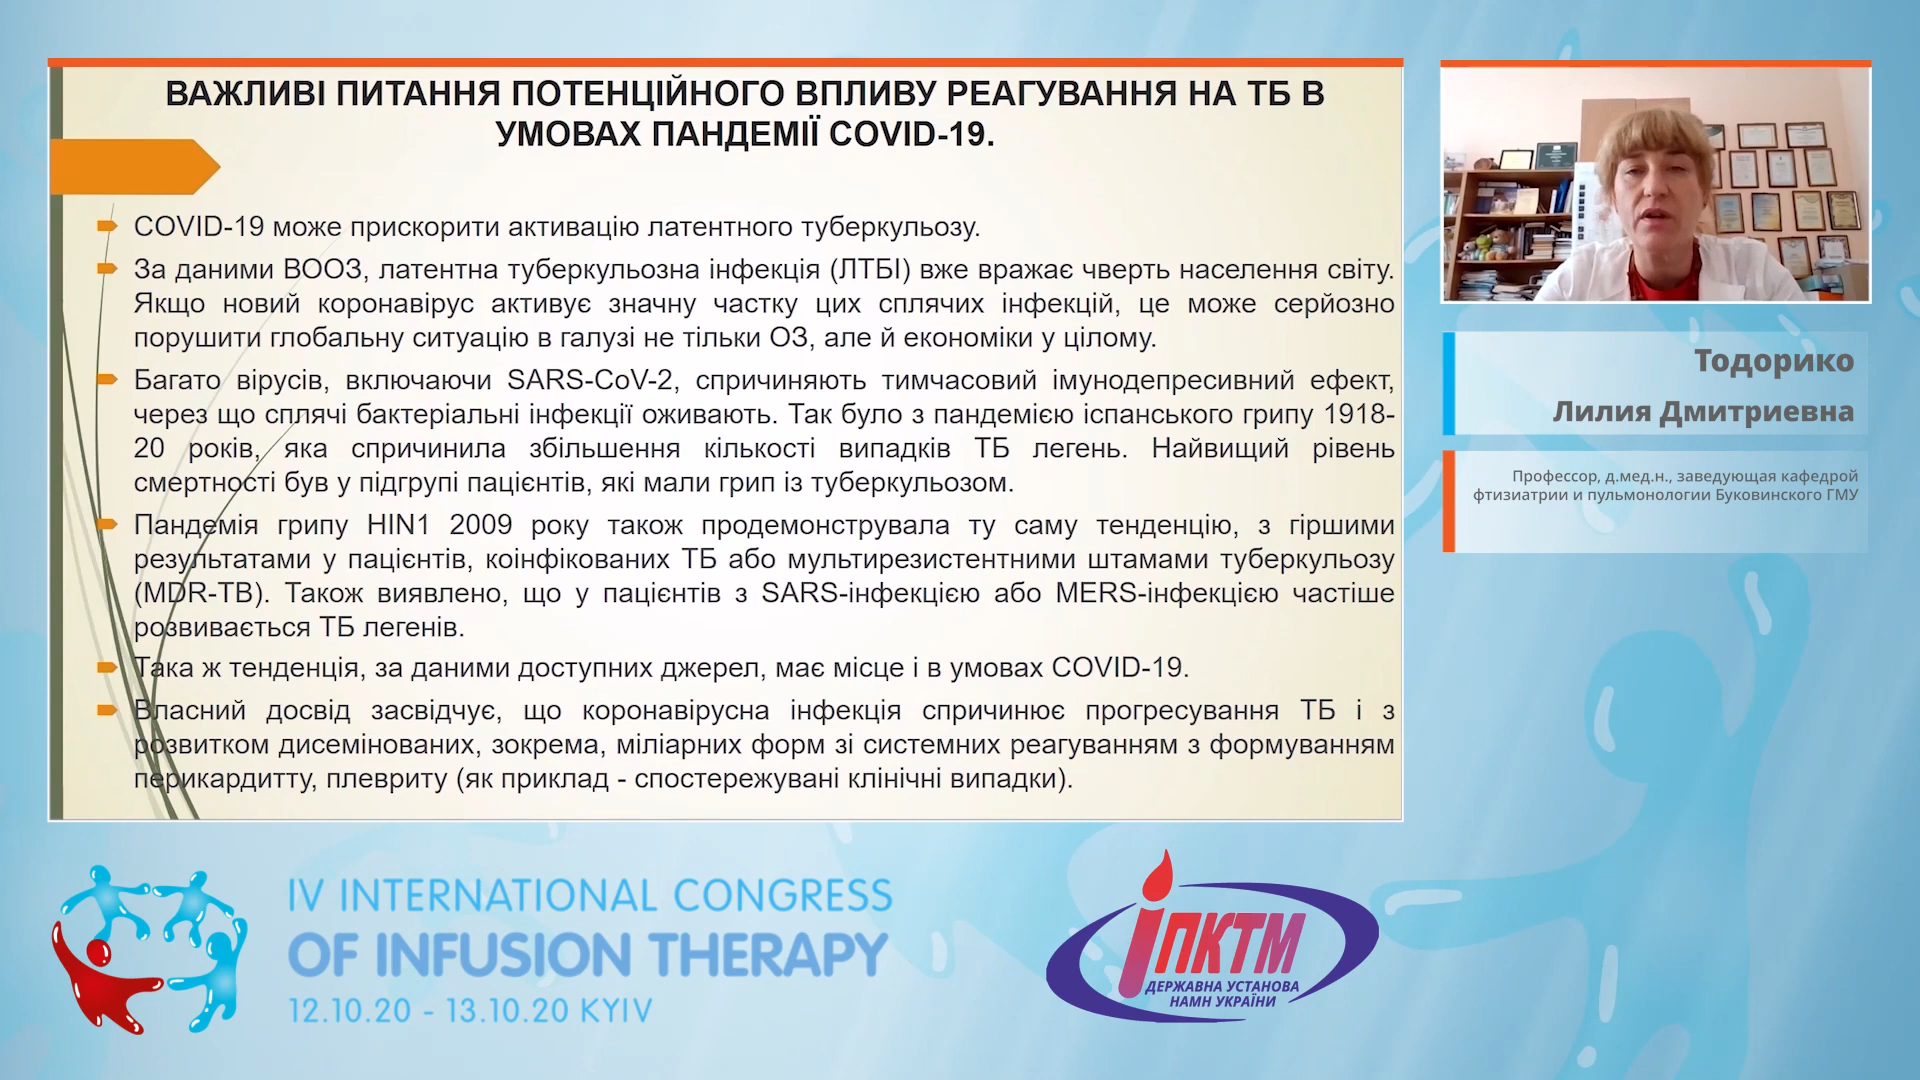 ВАЖЛИВІ ПИТАННЯ ПОТЕНЦІЙНОГО ВПЛИВУ РЕАГУВАННЯ НА ТБ В
УМОВАХ ПАНДЕМІЇ COVID-19.
COVID-19 може прискорити активацію латентного туберкульозу.
За даними ВООЗ, латентна туберкульозна інфекція (ЛТБІ) вже вражає чверть населення світу.
Якщо новий коронавірус активує значну частку цих сплячих інфекцій, це може серйозно
порушити глобальну ситуацію в галузі не тільки ОЗ, але й економіки у цілому.
Багато вірусів, включаючи SARS-CoV-2, спричиняють тимчасовий імунодепресивний ефект,
через що сплячі бактеріальні інфекції оживають. Так було з пандемією іспанського грипу 1918-
20 років, яка спричинила збільшення кількості випадків ТБ легень. Найвищий рівень
смертності був у підгрупі пацієнтів, які мали грип із туберкульозом.
Пандемія грипу HIN1 2009 року також продемонструвала ту саму тенденцію, з гіршими
результатами у пацієнтів, коінфікованих ТБ або мультирезистентними штамами туберкульозу
(MDR-TB). Також виявлено, що у пацієнтів з SARS-інфекцією або MERS-інфекцією частіше
розвивається ТБ легенів.
Така ж тенденція, за даними доступних джерел, має місце і в умовах COVID-19.
Власний досвід засвідчує, що коронавірусна інфекція спричинює прогресування ТБ і з
розвитком дисемінованих, зокрема, міліарних форм зі системних реагуванням з формуванням
перикардитту, плевриту (як приклад - спостережувані клінічні випадки).
Тодорико
Лилия Дмитриевна
Профессор, д.мед.н., заведующая кафедрой
фтизиатрии и пульмонологии Буковинского ГМУ
IV INTERNATIONAL CONGRESS
OF INFUSION THERAPY
12.10.20 - 13.10.20 KYIV
ІПКТМ
ДЕРЖАВНА УСТАНОВА
НАМН УКРАЇНИ